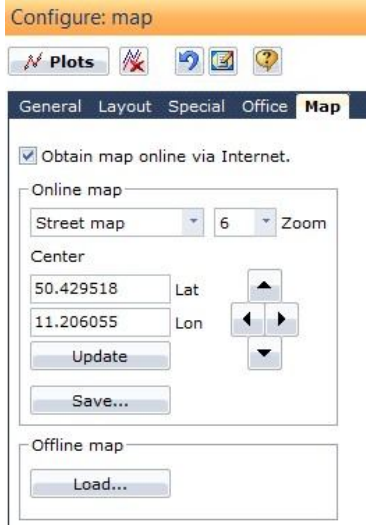 Configure: map
Plots
General Layout Special Office Map
Obtain map online via Internet.
Online map
Street map 6 Zoom
Center
50.429518 Lat
11.206055 Lon
Update
Save...
Offline map
Load...